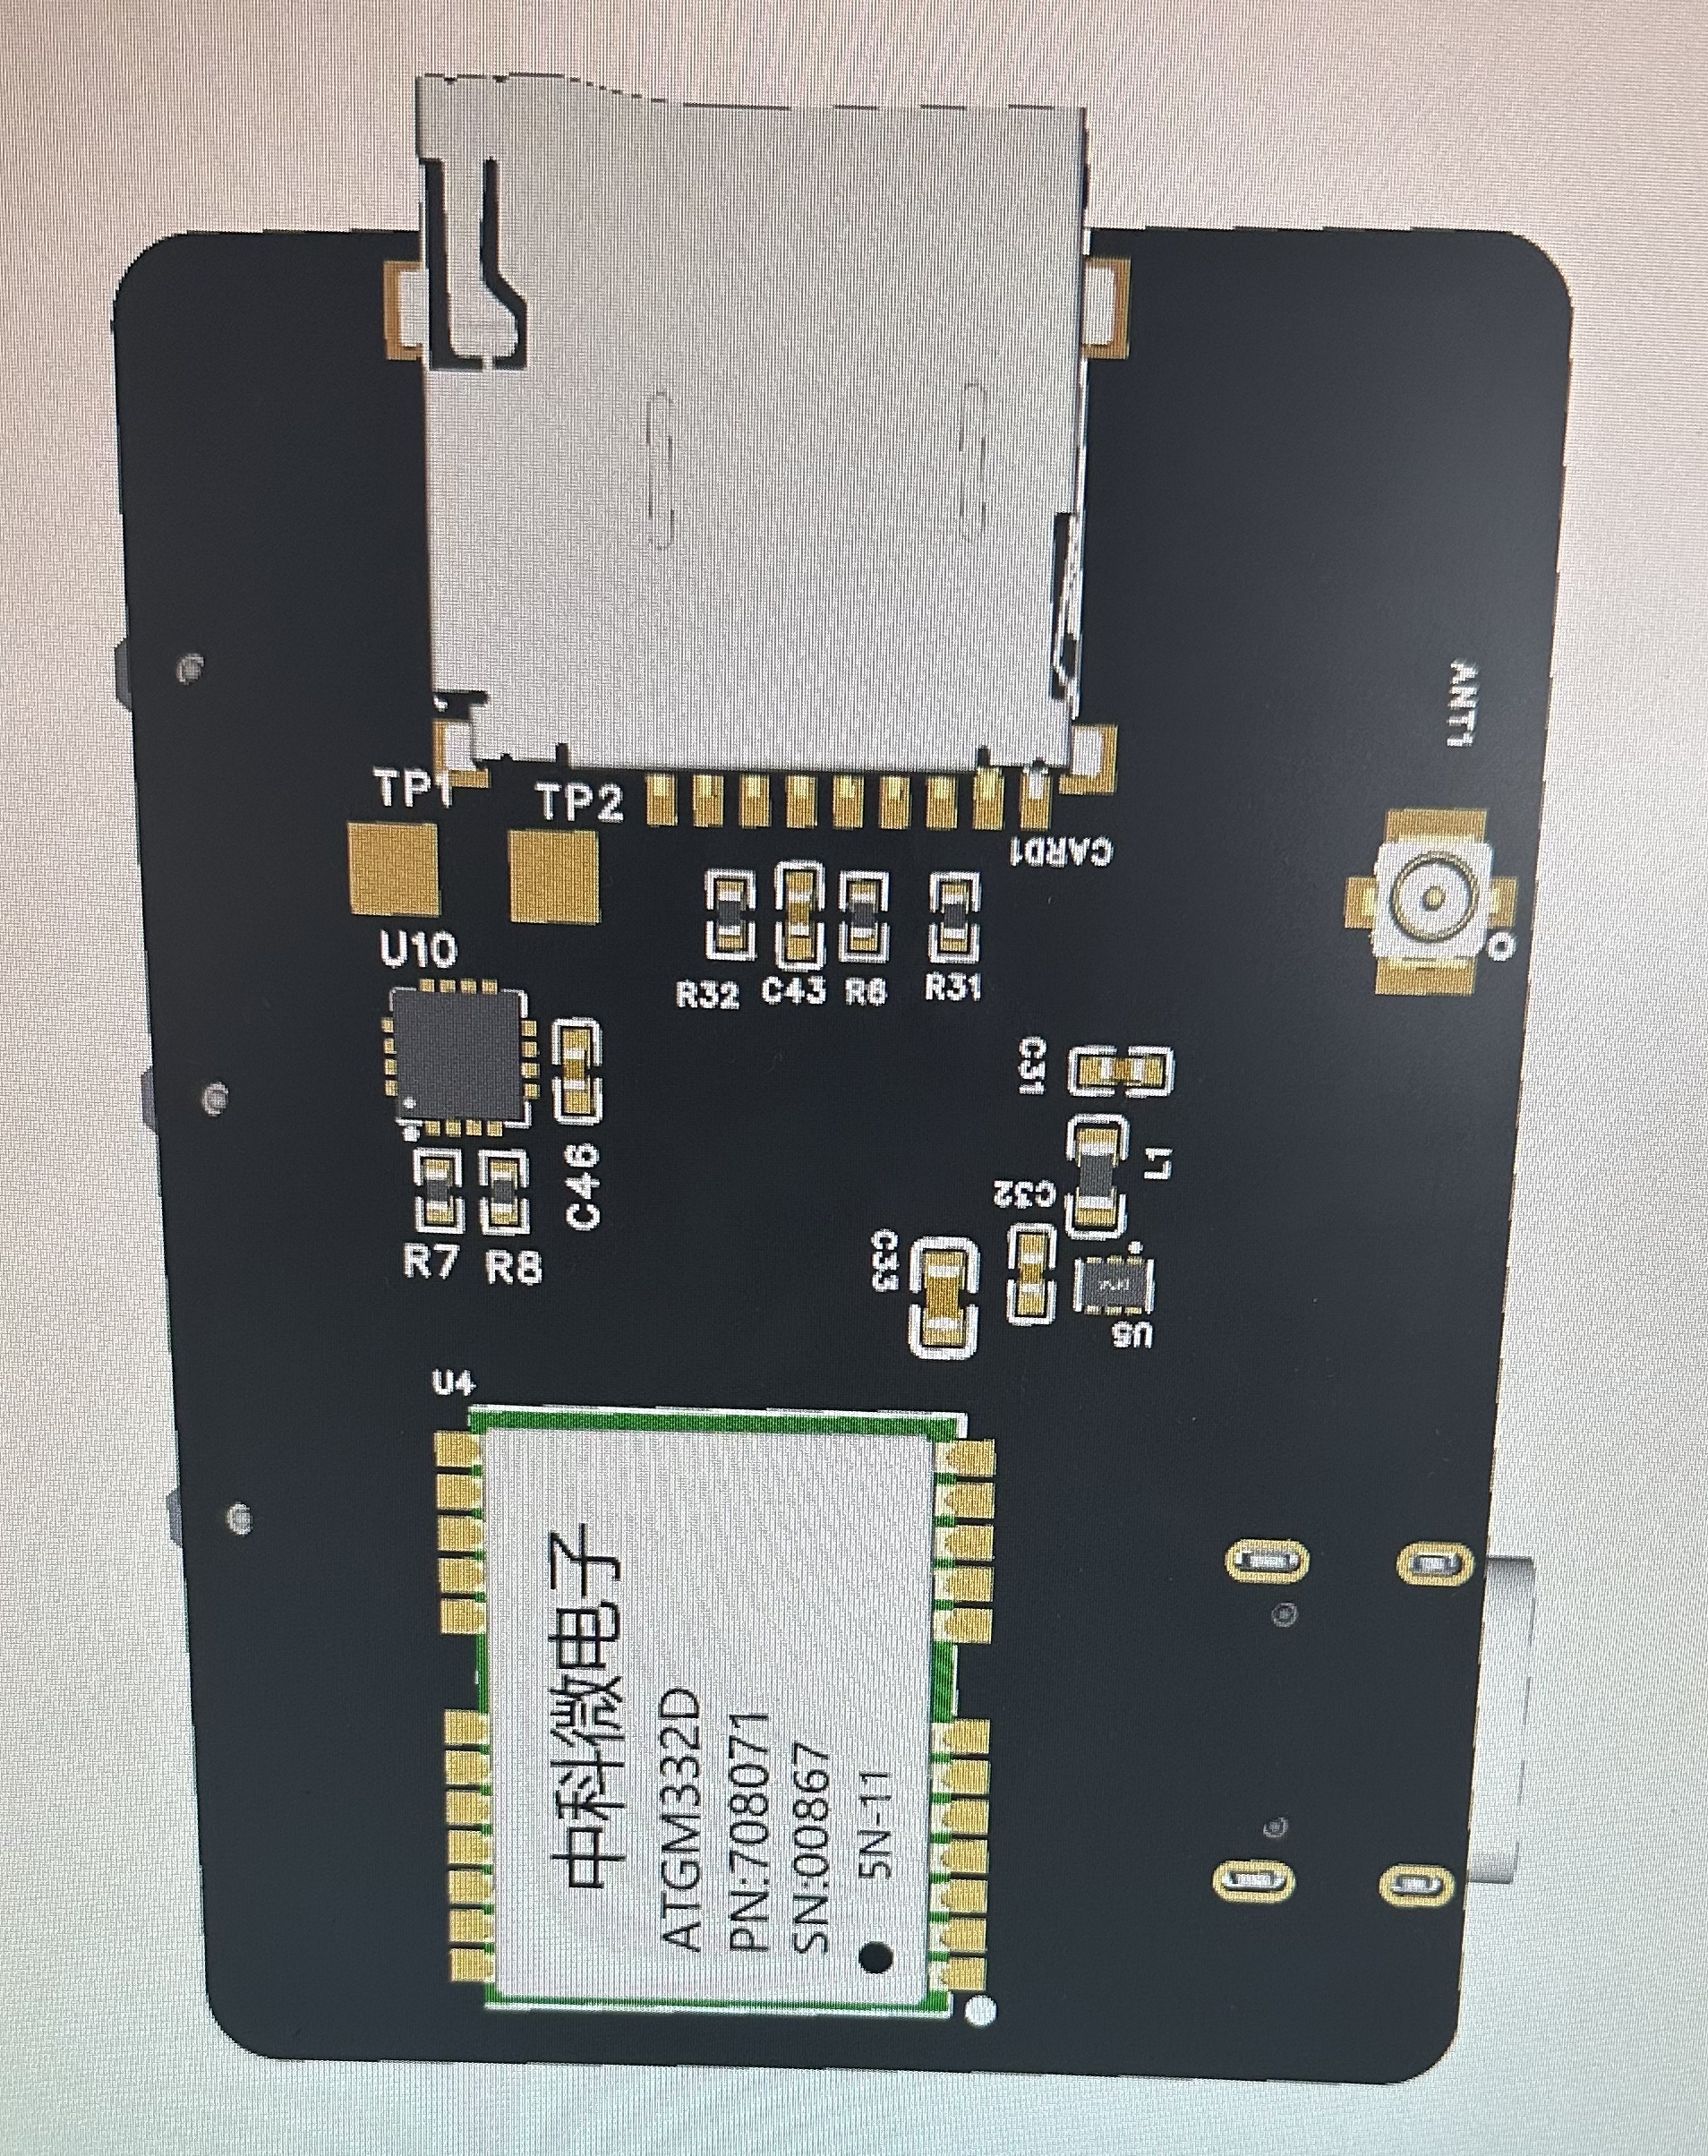 ANT1
TP1
TP2
CARD1
U10
R32
C43
R6
R31
C31
L1
C46
C32
R7
R8
C33
U4
中科微电子
ATGM332D
PN:708071
SN:00867
5N-11